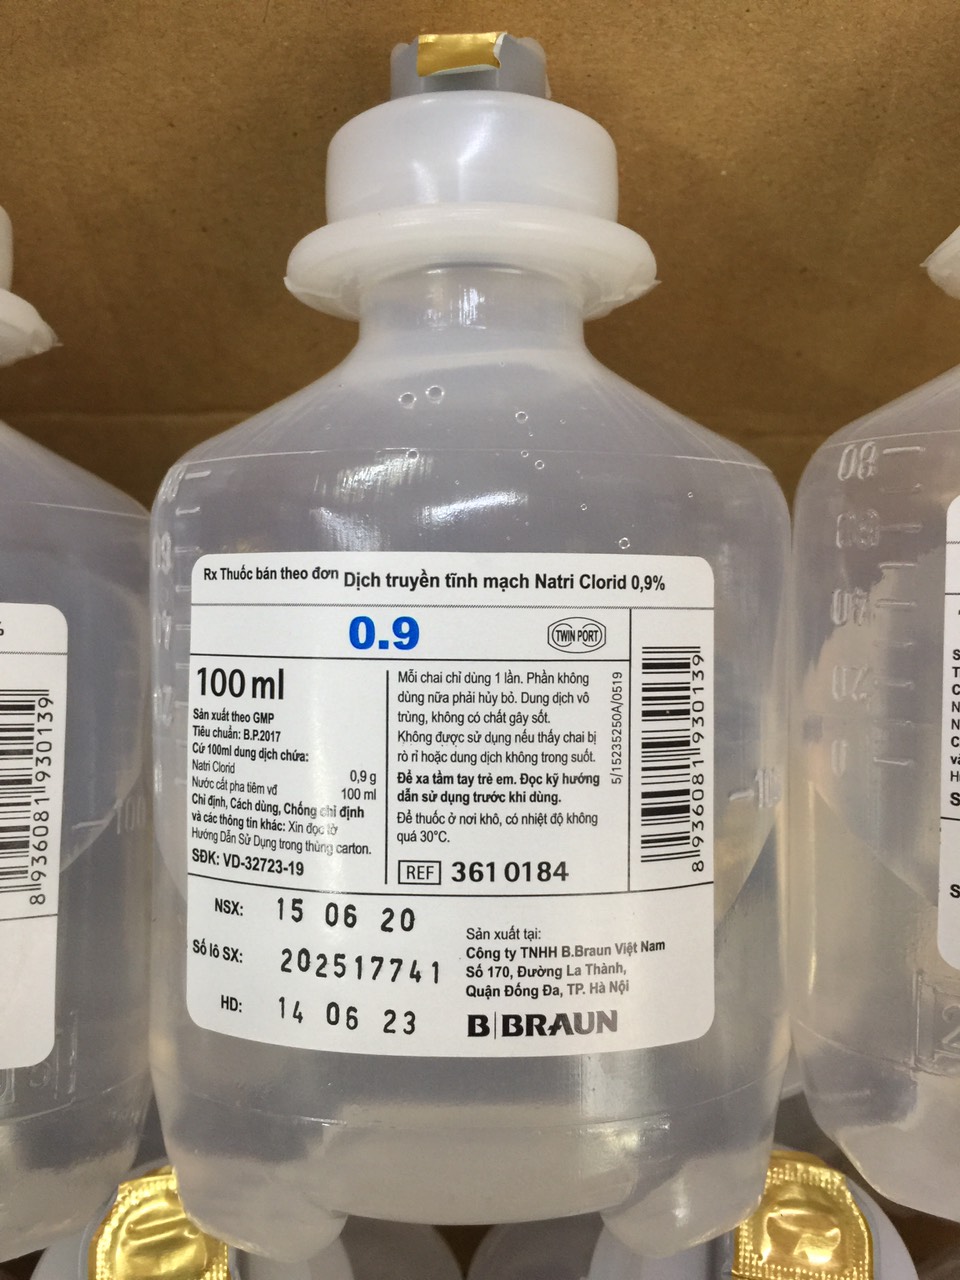 Rx Thuốc bán theo đơn Dịch truyền tĩnh mạch Natri Clorid 0,9%
0.9
TWIN PORT
100 ml
Sản xuất theo GMP
Tiêu chuẩn: B.P.2017
Cứ 100ml dung dịch chứa:
Natri Clorid 0,9 g
Nước cất pha tiêm vđ 100 ml
Chỉ định, Cách dùng, Chống chỉ định
và các thông tin khác: Xin đọc tờ
Hướng Dẫn Sử Dụng trong thùng carton.
SĐK: VD-32723-19
Mỗi chai chỉ dùng 1 lần. Phần không
dùng nữa phải hủy bỏ. Dung dịch vô
trùng, không có chất gây sốt.
Không được sử dụng nếu thấy chai bị
rò rỉ hoặc dung dịch không trong suốt.
Để xa tầm tay trẻ em. Đọc kỹ hướng
dẫn sử dụng trước khi dùng.
Để thuốc ở nơi khô, có nhiệt độ không
quá 30°C.
REF 361 0184
5/15235250A/0519
8 936081 930139
NSX: 15 06 20
Số lô SX: 202517741
HD: 14 06 23
Sản xuất tại:
Công ty TNHH B.Braun Việt Nam
Số 170, Đường La Thành,
Quận Đống Đa, TP. Hà Nội
B|BRAUN
%
8 936081 930139
100
80